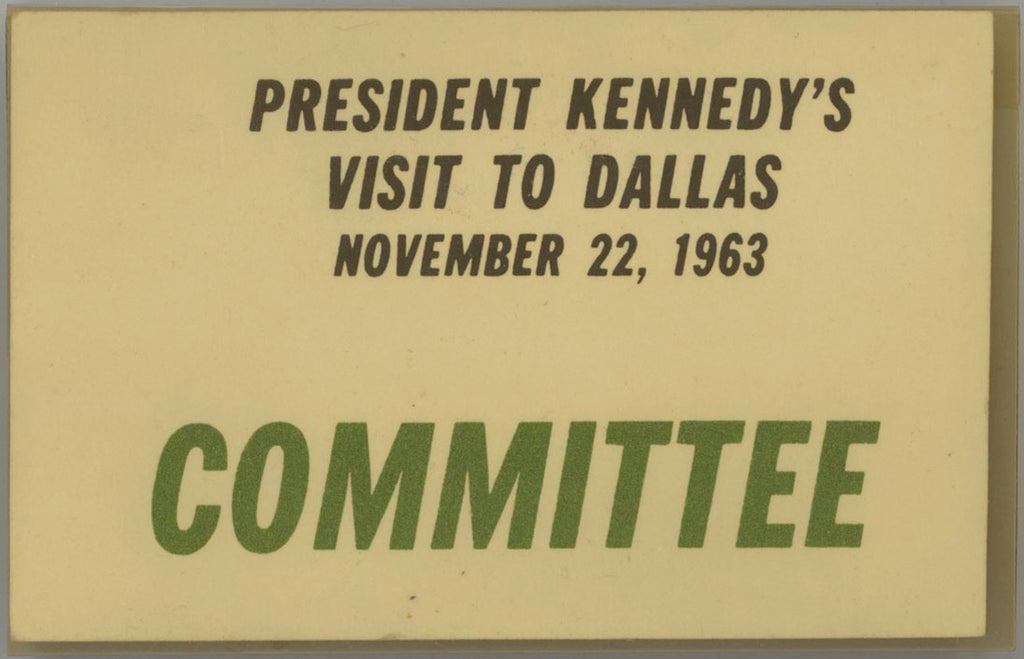 PRESIDENT KENNEDY'S
VISIT TO DALLAS
NOVEMBER 22, 1963
COMMITTEE